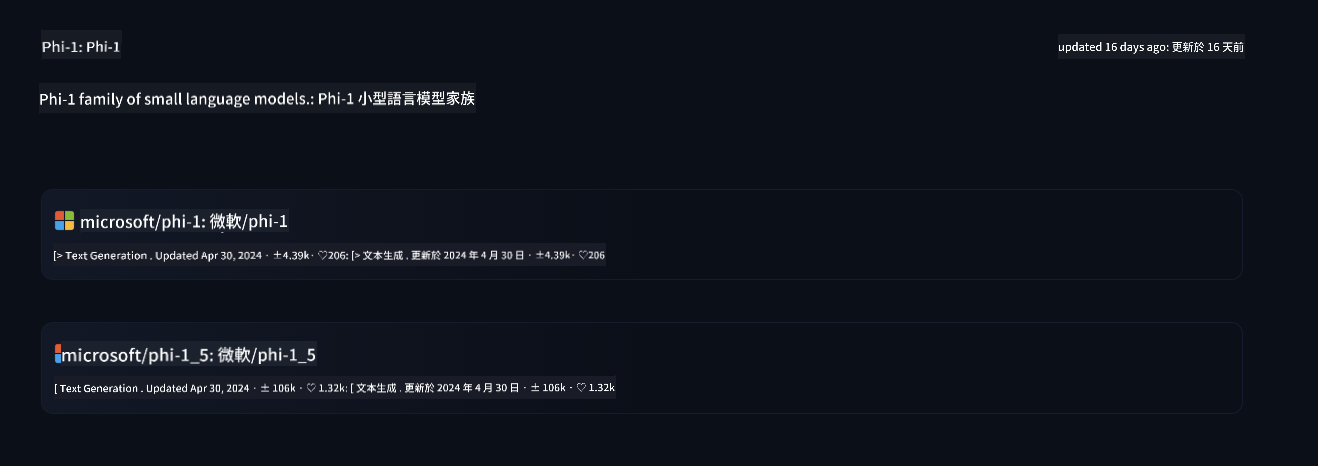 Phi-1: Phi-1
updated 16 days ago: 更新於 16 天前
Phi-1 family of small language models.: Phi-1 小型語言模型家族
microsoft/phi-1: 微軟/phi-1
[> Text Generation . Updated Apr 30, 2024 · ±4.39k · ♡206: [> 文本生成 . 更新於 2024 年 4 月 30 日 · ±4.39k · ♡206
microsoft/phi-1_5: 微軟/phi-1_5
[ Text Generation . Updated Apr 30, 2024 · ± 106k · ♡ 1.32k: [ 文本生成 . 更新於 2024 年 4 月 30 日 · ± 106k · ♡ 1.32k